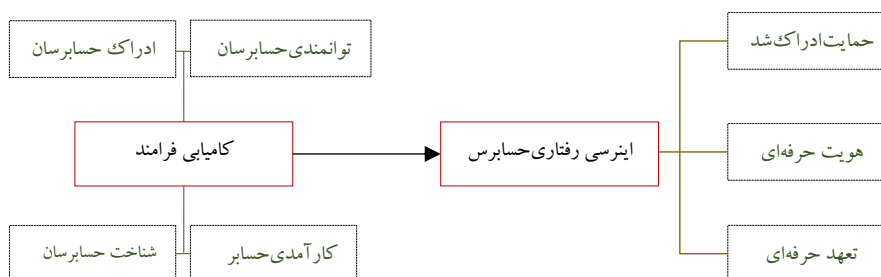 توانمندی حسابرسان
ادراک حسابرسان
حمایت ادراک شد
کامیابی فرامند
اینرسی رفتاری حسابرس
هویت حرفه‌ای
کارآمدی حسابر
شناخت حسابرسان
تعهد حرفه‌ای